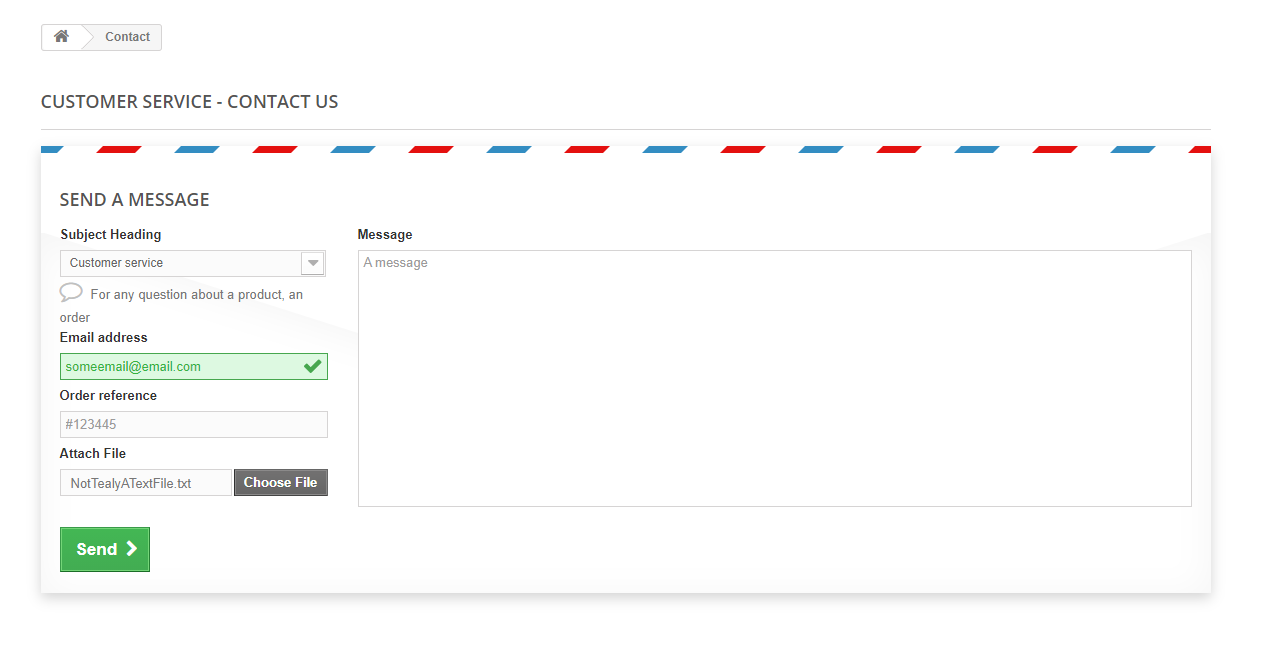 Contact
CUSTOMER SERVICE - CONTACT US
SEND A MESSAGE
Subject Heading
Customer service
For any question about a product, an
order
Email address
someemail@email.com
Order reference
#123445
Attach File
NotTealyATextFile.txt
Choose File
Message
A message
Send